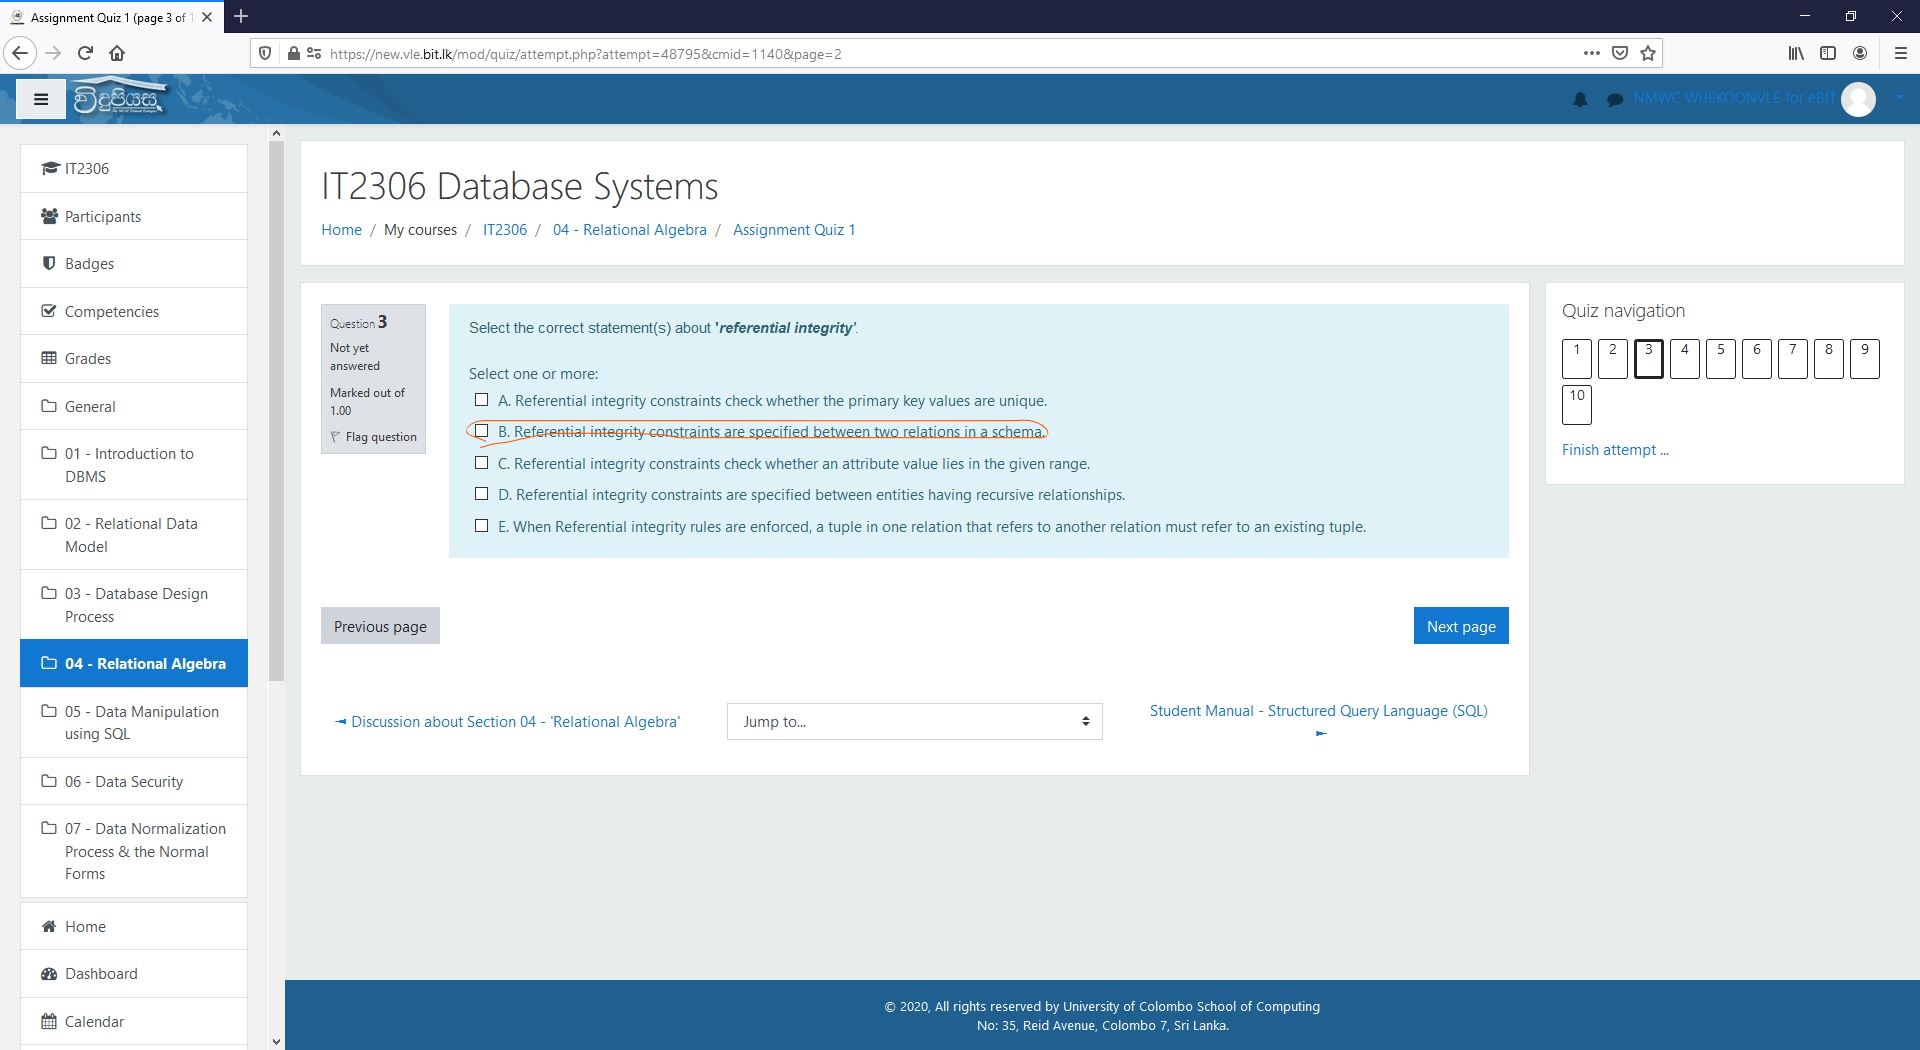 Assignment Quiz 1 (page 3 of 1
https://new.vle.bit.lk/mod/quiz/attempt.php?attempt=48795&cmid=1140&page=2
විදුපියස
NMWC WIJEKOONVLE for eBIT
IT2306
Participants
Badges
Competencies
Grades
General
01 - Introduction to
DBMS
02 - Relational Data
Model
03 - Database Design
Process
04 - Relational Algebra
05 - Data Manipulation
using SQL
06 - Data Security
07 - Data Normalization
Process & the Normal
Forms
Home
Dashboard
Calendar
IT2306 Database Systems
Home / My courses / IT2306 / 04 - Relational Algebra / Assignment Quiz 1
Question 3
Not yet
answered
Marked out of
1.00
Flag question
Select the correct statement(s) about 'referential integrity'.
Select one or more:
A. Referential integrity constraints check whether the primary key values are unique.
B. Referential integrity constraints are specified between two relations in a schema.
C. Referential integrity constraints check whether an attribute value lies in the given range.
D. Referential integrity constraints are specified between entities having recursive relationships.
E. When Referential integrity rules are enforced, a tuple in one relation that refers to another relation must refer to an existing tuple.
Previous page
Next page
◄ Discussion about Section 04 - 'Relational Algebra'
Jump to...
Student Manual - Structured Query Language (SQL)
►
Quiz navigation
1 2 3 4 5 6 7 8 9
10
Finish attempt ...
© 2020, All rights reserved by University of Colombo School of Computing
No: 35, Reid Avenue, Colombo 7, Sri Lanka.